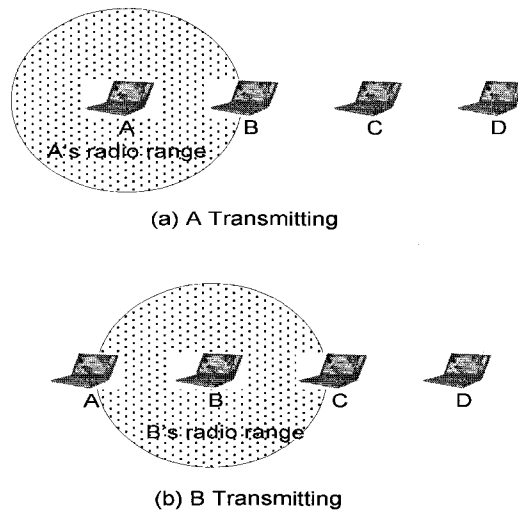 A B C D
A's radio range
(a) A Transmitting
A B C D
B's radio range
(b) B Transmitting